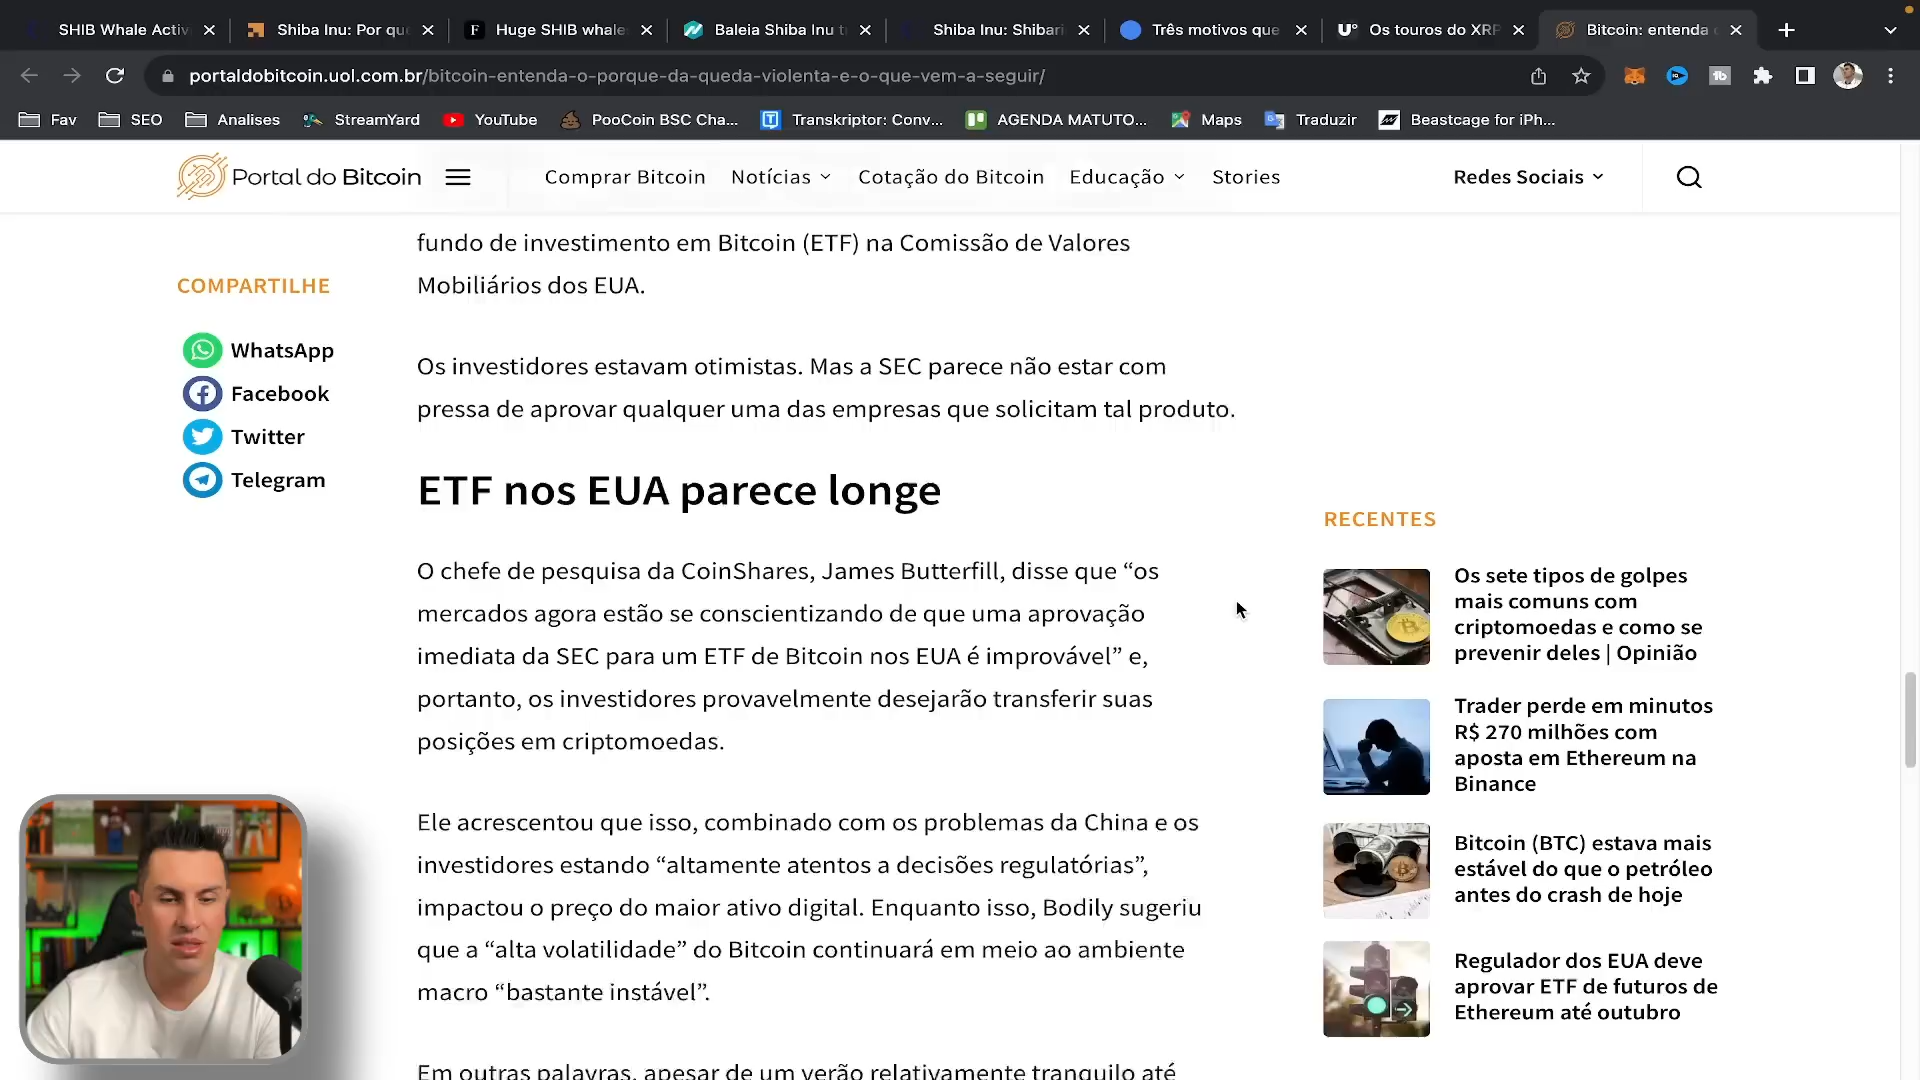 SHIB Whale Activ
Shiba Inu: Por que
Huge SHIB whale
Baleia Shiba Inu t
Shiba Inu: Shibari
Três motivos que
Os touros do XRP
Bitcoin: entenda o
portaldobitcoin.uol.com.br/bitcoin-entenda-o-porque-da-queda-violenta-e-o-que-vem-a-seguir/
Fav
SEO
Analises
StreamYard
YouTube
PooCoin BSC Cha...
Transkriptor: Conv...
AGENDA MATUTO...
Maps
Traduzir
Beastcage for iPh...
Portal do Bitcoin
Comprar Bitcoin
Notícias
Cotação do Bitcoin
Educação
Stories
Redes Sociais
COMPARTILHE
WhatsApp
Facebook
Twitter
Telegram
fundo de investimento em Bitcoin (ETF) na Comissão de Valores
Mobiliários dos EUA.
Os investidores estavam otimistas. Mas a SEC parece não estar com
pressa de aprovar qualquer uma das empresas que solicitam tal produto.
ETF nos EUA parece longe
O chefe de pesquisa da CoinShares, James Butterfill, disse que “os
mercados agora estão se conscientizando de que uma aprovação
imediata da SEC para um ETF de Bitcoin nos EUA é improvável” e,
portanto, os investidores provavelmente desejarão transferir suas
posições em criptomoedas.
Ele acrescentou que isso, combinado com os problemas da China e os
investidores estando “altamente atentos a decisões regulatórias”,
impactou o preço do maior ativo digital. Enquanto isso, Bodily sugeriu
que a “alta volatilidade” do Bitcoin continuará em meio ao ambiente
macro “bastante instável”.
Em outras palavras, apesar de um verão relativamente tranquilo até
RECENTES
Os sete tipos de golpes
mais comuns com
criptomoedas e como se
prevenir deles | Opinião
Trader perde em minutos
R$ 270 milhões com
aposta em Ethereum na
Binance
Bitcoin (BTC) estava mais
estável do que o petróleo
antes do crash de hoje
Regulador dos EUA deve
aprovar ETF de futuros de
Ethereum até outubro